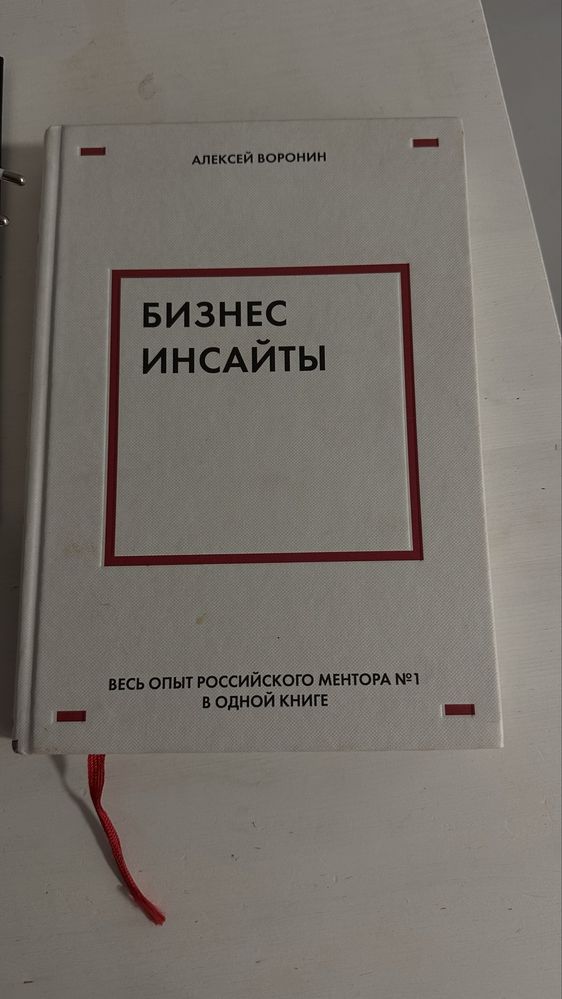 АЛЕКСЕЙ ВОРОНИН
БИЗНЕС
ИНСАЙТЫ
ВЕСЬ ОПЫТ РОССИЙСКОГО МЕНТОРА №1
В ОДНОЙ КНИГЕ